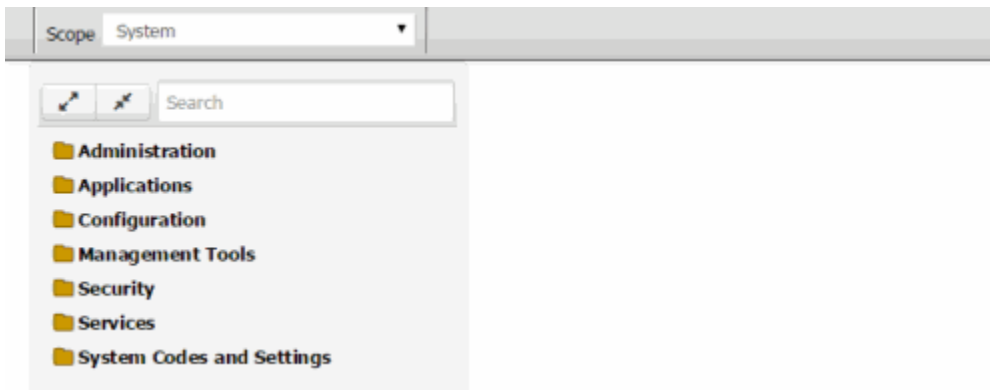 Scope System
Search
Administration
Applications
Configuration
Management Tools
Security
Services
System Codes and Settings